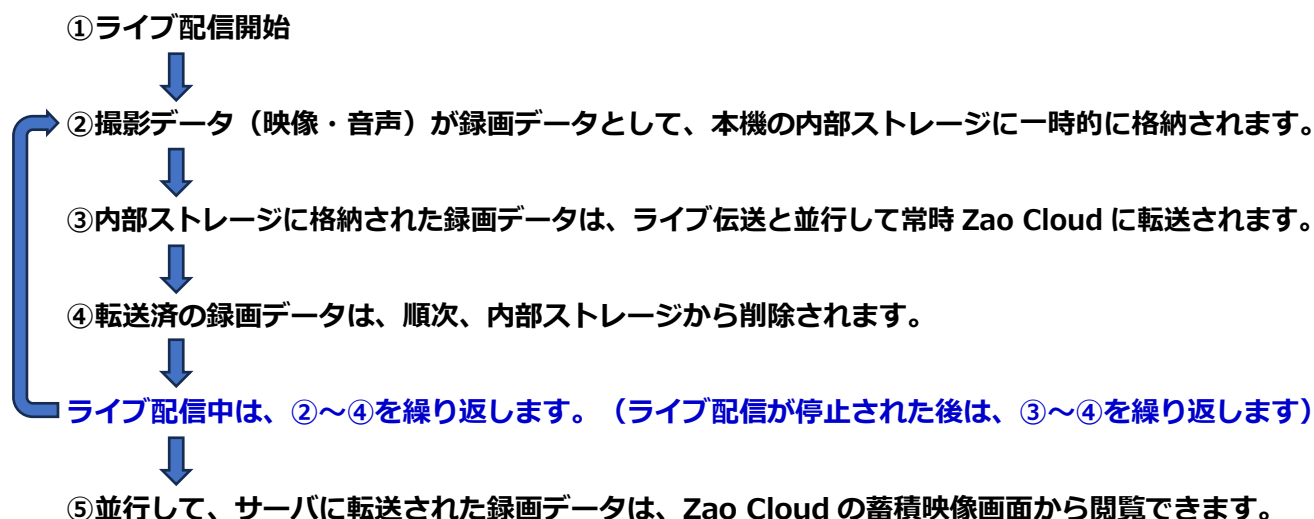 ①ライブ配信開始
②撮影データ（映像・音声）が録画データとして、本機の内部ストレージに一時的に格納されます。
③内部ストレージに格納された録画データは、ライブ伝送と並行して常時 Zao Cloud に転送されます。
④転送済の録画データは、順次、内部ストレージから削除されます。
ライブ配信中は、②～④を繰り返します。（ライブ配信が停止された後は、③～④を繰り返します）
⑤並行して、サーバに転送された録画データは、Zao Cloud の蓄積映像画面から閲覧できます。